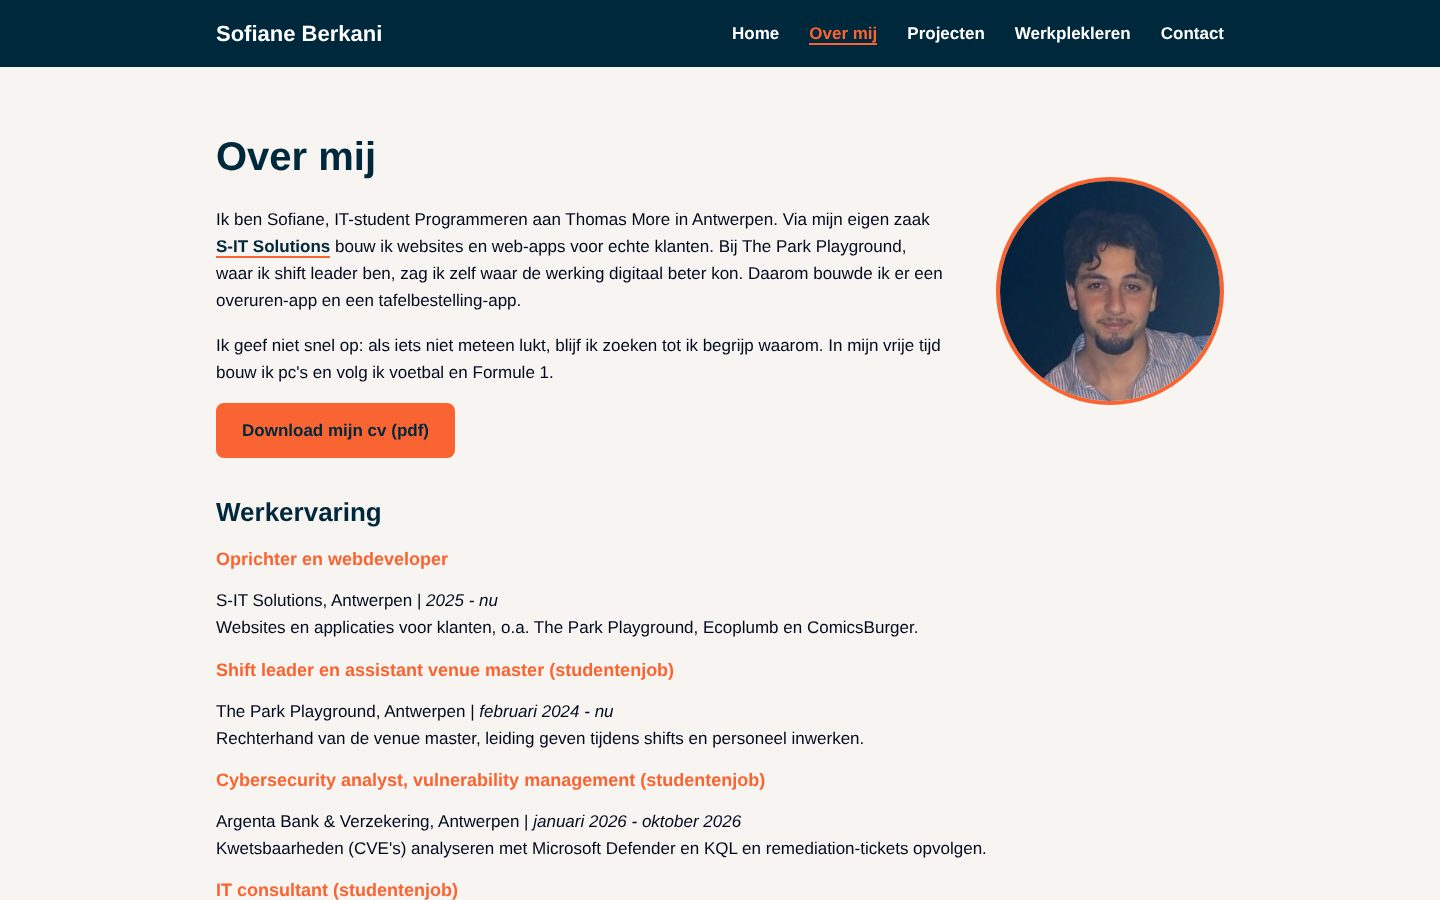 Sofiane Berkani
Home Over mij Projecten Werkplekleren Contact
Over mij
Ik ben Sofiane, IT-student Programmeren aan Thomas More in Antwerpen. Via mijn eigen zaak
S-IT Solutions bouw ik websites en web-apps voor echte klanten. Bij The Park Playground,
waar ik shift leader ben, zag ik zelf waar de werking digitaal beter kon. Daarom bouwde ik er een
overuren-app en een tafelbestelling-app.
Ik geef niet snel op: als iets niet meteen lukt, blijf ik zoeken tot ik begrijp waarom. In mijn vrije tijd
bouw ik pc's en volg ik voetbal en Formule 1.
Download mijn cv (pdf)
Werkervaring
Oprichter en webdeveloper
S-IT Solutions, Antwerpen | 2025 - nu
Websites en applicaties voor klanten, o.a. The Park Playground, Ecoplumb en ComicsBurger.
Shift leader en assistant venue master (studentenjob)
The Park Playground, Antwerpen | februari 2024 - nu
Rechterhand van de venue master, leiding geven tijdens shifts en personeel inwerken.
Cybersecurity analyst, vulnerability management (studentenjob)
Argenta Bank & Verzekering, Antwerpen | januari 2026 - oktober 2026
Kwetsbaarheden (CVE's) analyseren met Microsoft Defender en KQL en remediation-tickets opvolgen.
IT consultant (studentenjob)